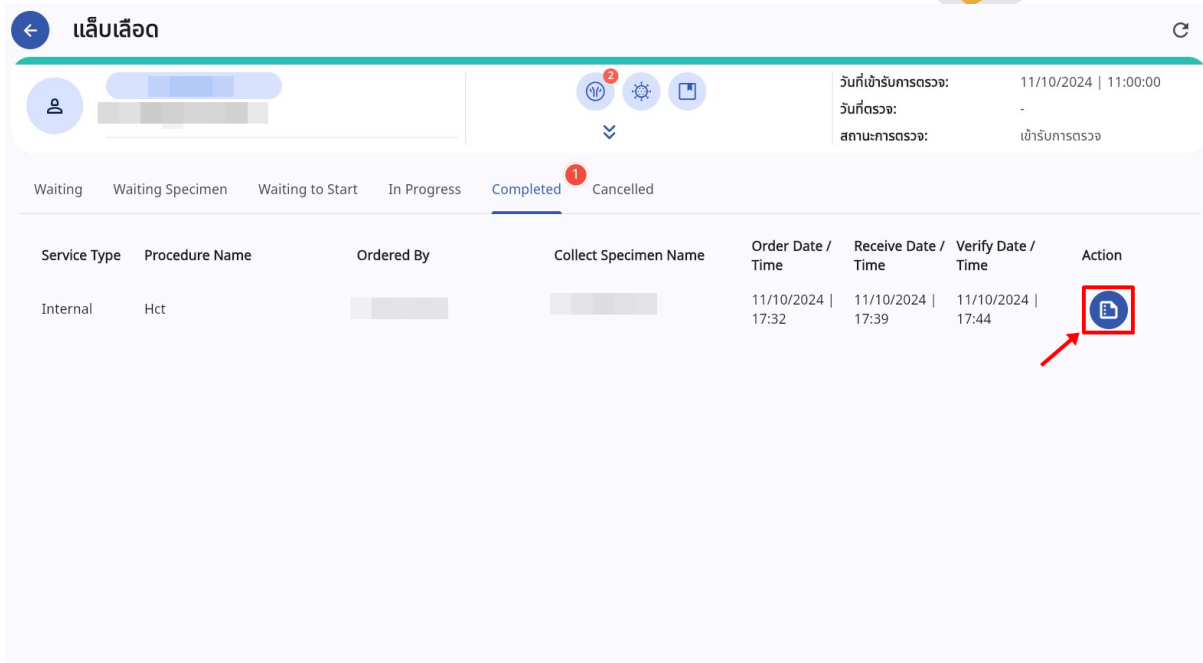 แล็บเลือด
2
วันที่เข้ารับการตรวจ: 11/10/2024 | 11:00:00
วันที่ตรวจ: -
สถานะการตรวจ: เข้ารับการตรวจ
Waiting Waiting Specimen Waiting to Start In Progress Completed 1 Cancelled
Service Type Procedure Name Ordered By Collect Specimen Name Order Date / Time Receive Date / Time Verify Date / Time Action
Internal Hct 11/10/2024 | 17:32 11/10/2024 | 17:39 11/10/2024 | 17:44